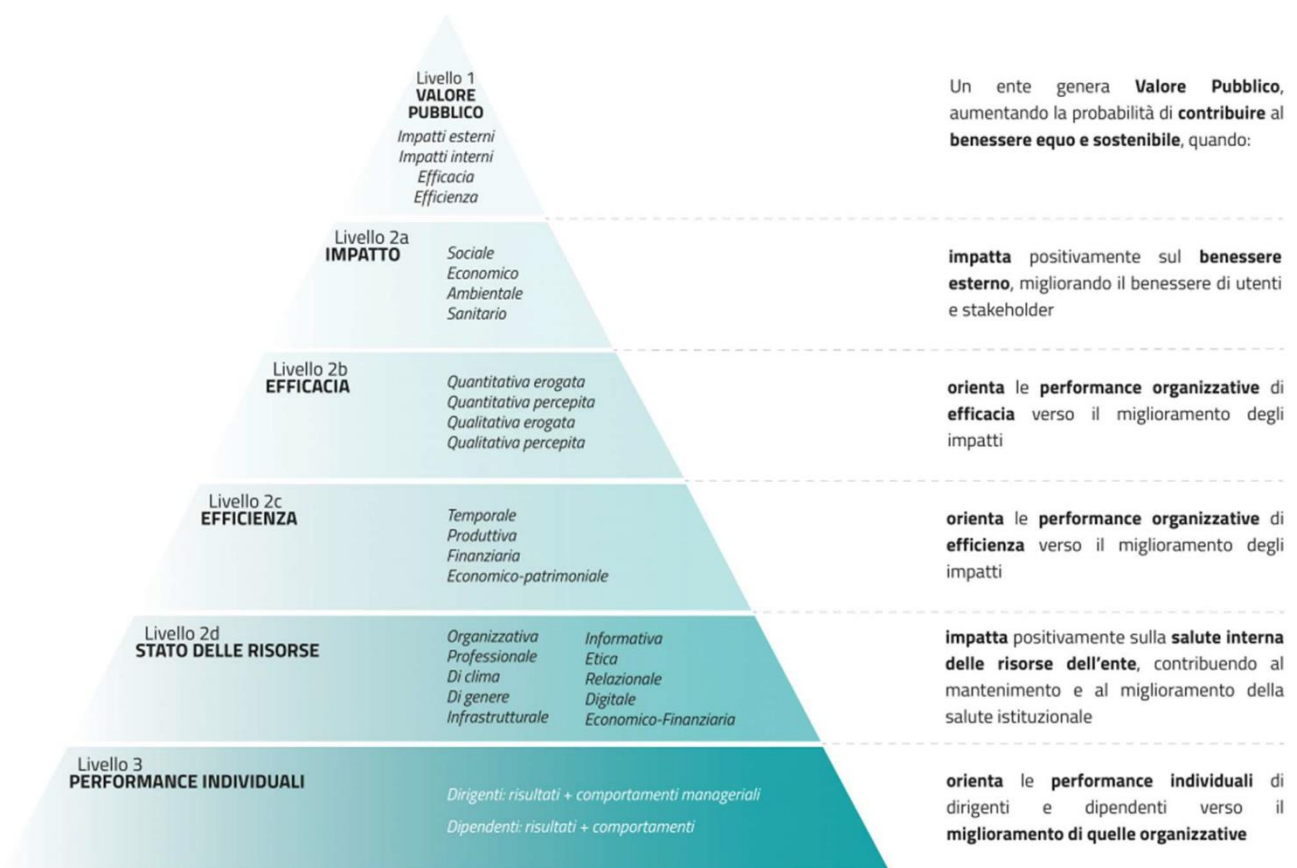 Livello 1
VALORE
PUBBLICO
Impatti esterni
Impatti interni
Efficacia
Efficienza
Un ente genera Valore Pubblico,
aumentando la probabilità di contribuire al
benessere equo e sostenibile, quando:
Livello 2a
IMPATTO
Sociale
Economico
Ambientale
Sanitario
impatta positivamente sul benessere
esterno, migliorando il benessere di utenti
e stakeholder
Livello 2b
EFFICACIA
Quantitativa erogata
Quantitativa percepita
Qualitativa erogata
Qualitativa percepita
orienta le performance organizzative di
efficacia verso il miglioramento degli
impatti
Livello 2c
EFFICIENZA
Temporale
Produttiva
Finanziaria
Economico-patrimoniale
orienta le performance organizzative di
efficienza verso il miglioramento degli
impatti
Livello 2d
STATO DELLE RISORSE
Organizzativa
Professionale
Di clima
Di genere
Infrastrutturale
Informativa
Etica
Relazionale
Digitale
Economico-Finanziaria
impatta positivamente sulla salute interna
delle risorse dell'ente, contribuendo al
mantenimento e al miglioramento della
salute istituzionale
Livello 3
PERFORMANCE INDIVIDUALI
Dirigenti: risultati + comportamenti manageriali
Dipendenti: risultati + comportamenti
orienta le performance individuali di
dirigenti e dipendenti verso il
miglioramento di quelle organizzative